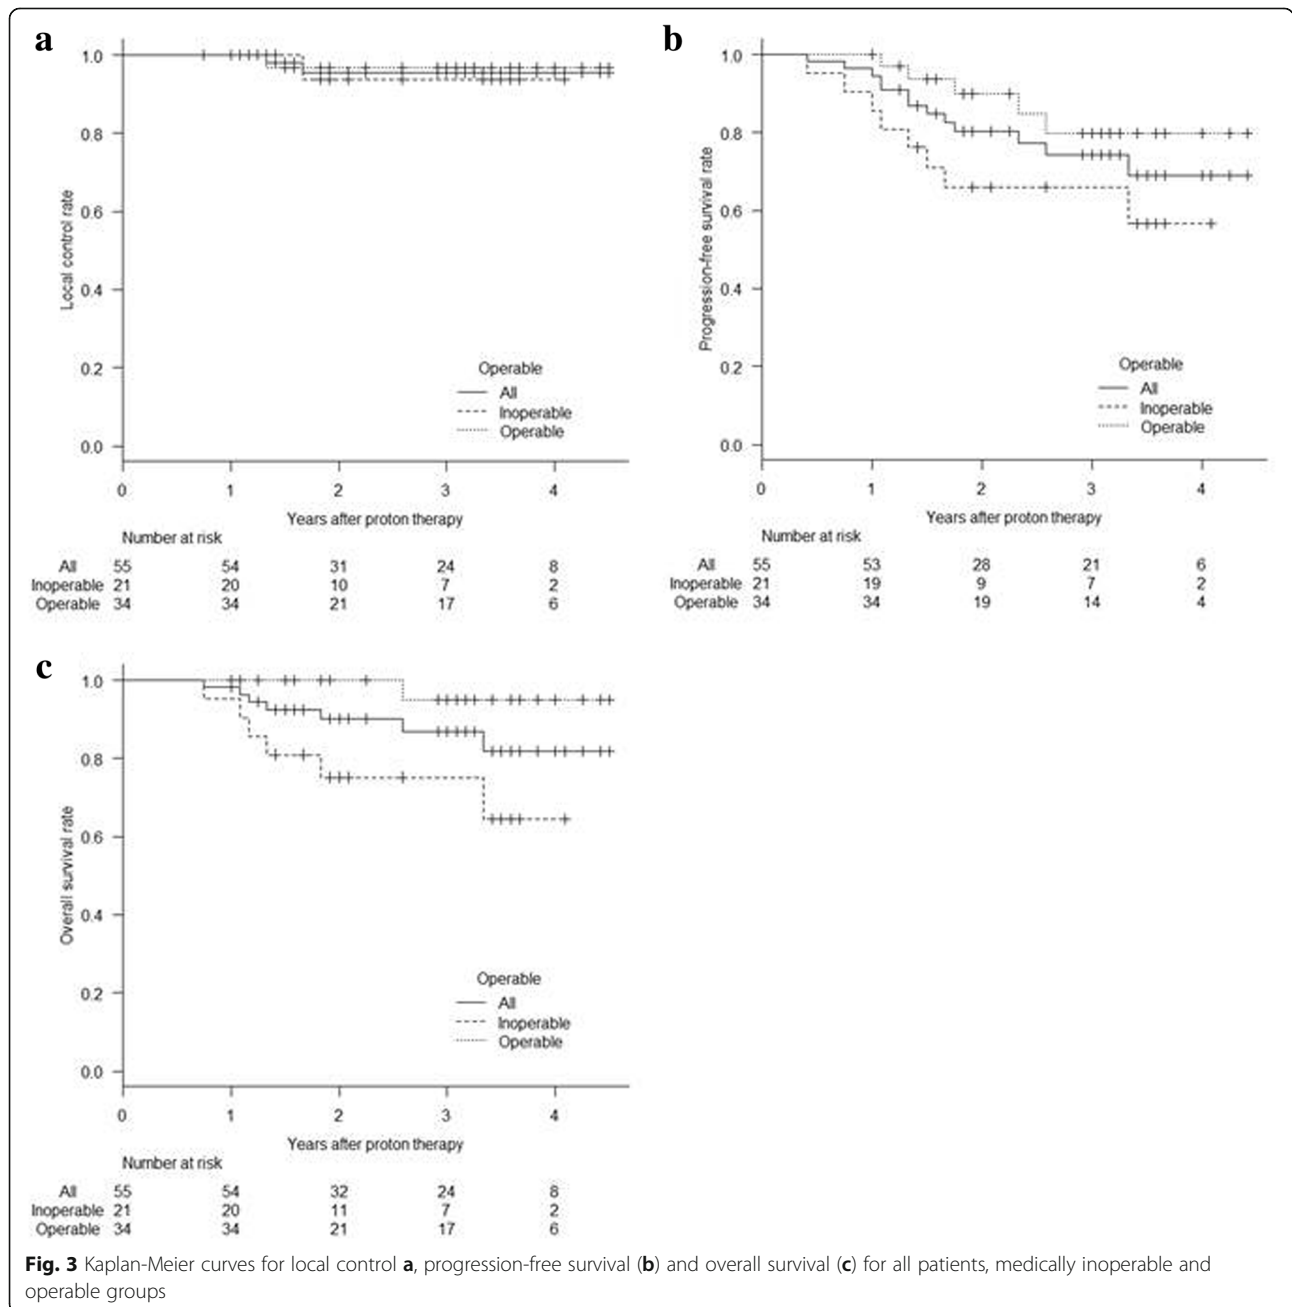 a
1.0
0.8
0.6
0.4
0.2
0.0
Local control rate
Operable
All
Inoperable
Operable
0 1 2 3 4
Years after proton therapy
Number at risk
All 55 54 31 24 8
Inoperable 21 20 10 7 2
Operable 34 34 21 17 6
b
1.0
0.8
0.6
0.4
0.2
0.0
Progression-free survival rate
Operable
All
Inoperable
Operable
0 1 2 3 4
Years after proton therapy
Number at risk
All 55 53 28 21 6
Inoperable 21 19 9 7 2
Operable 34 34 19 14 4
c
1.0
0.8
0.6
0.4
0.2
0.0
Overall survival rate
Operable
All
Inoperable
Operable
0 1 2 3 4
Years after proton therapy
Number at risk
All 55 54 32 24 8
Inoperable 21 20 11 7 2
Operable 34 34 21 17 6
Fig. 3 Kaplan-Meier curves for local control a, progression-free survival (b) and overall survival (c) for all patients, medically inoperable and
operable groups